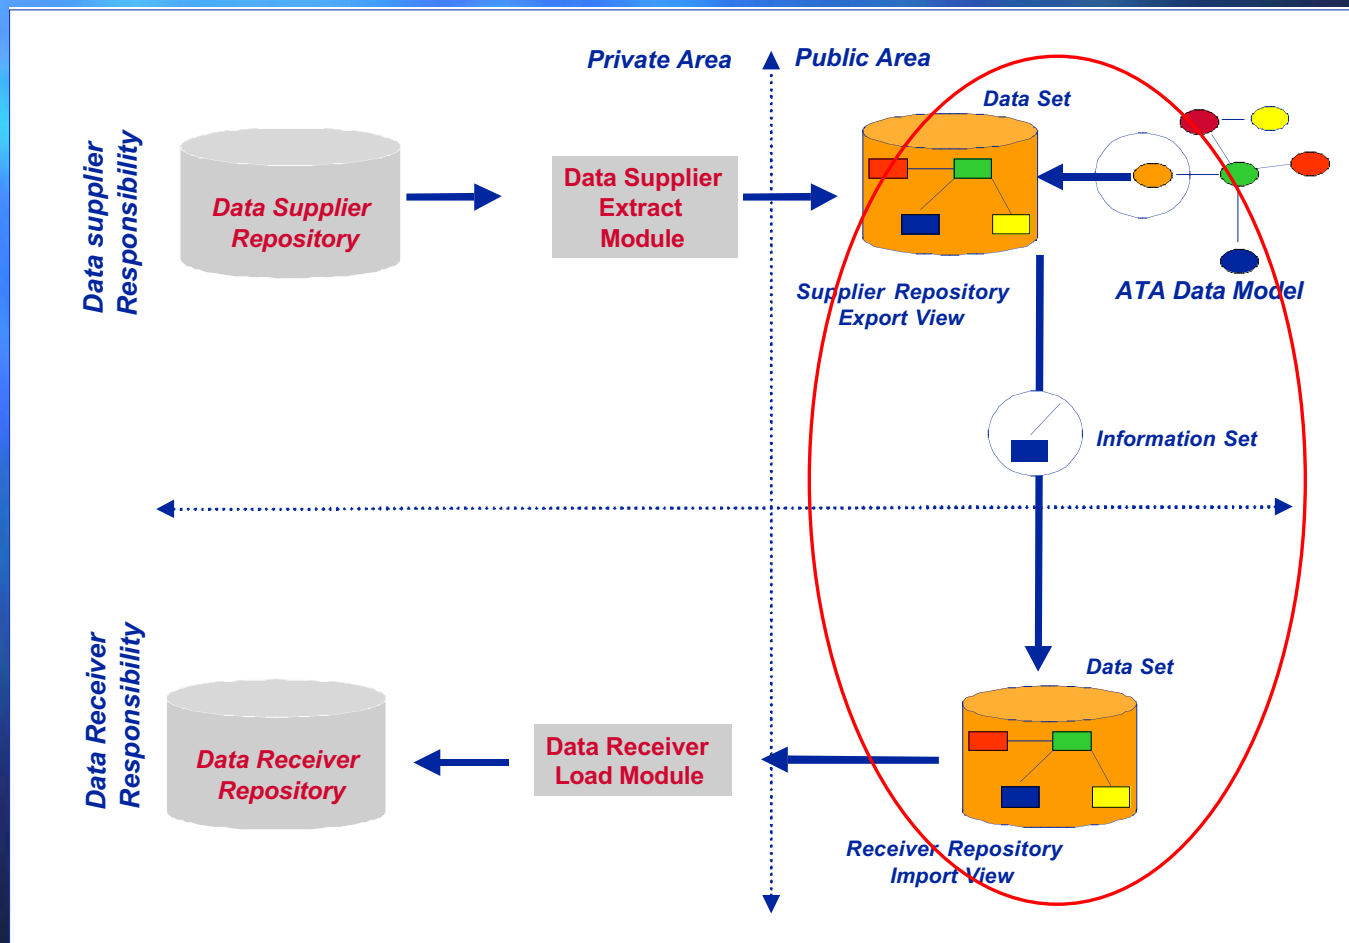 Private Area
Public Area
Data supplier
Responsibility
Data Set
Data Supplier
Repository
Data Supplier
Extract
Module
Supplier Repository
Export View
ATA Data Model
Information Set
Data Receiver
Responsibility
Data Set
Data Receiver
Repository
Data Receiver
Load Module
Receiver Repository
Import View